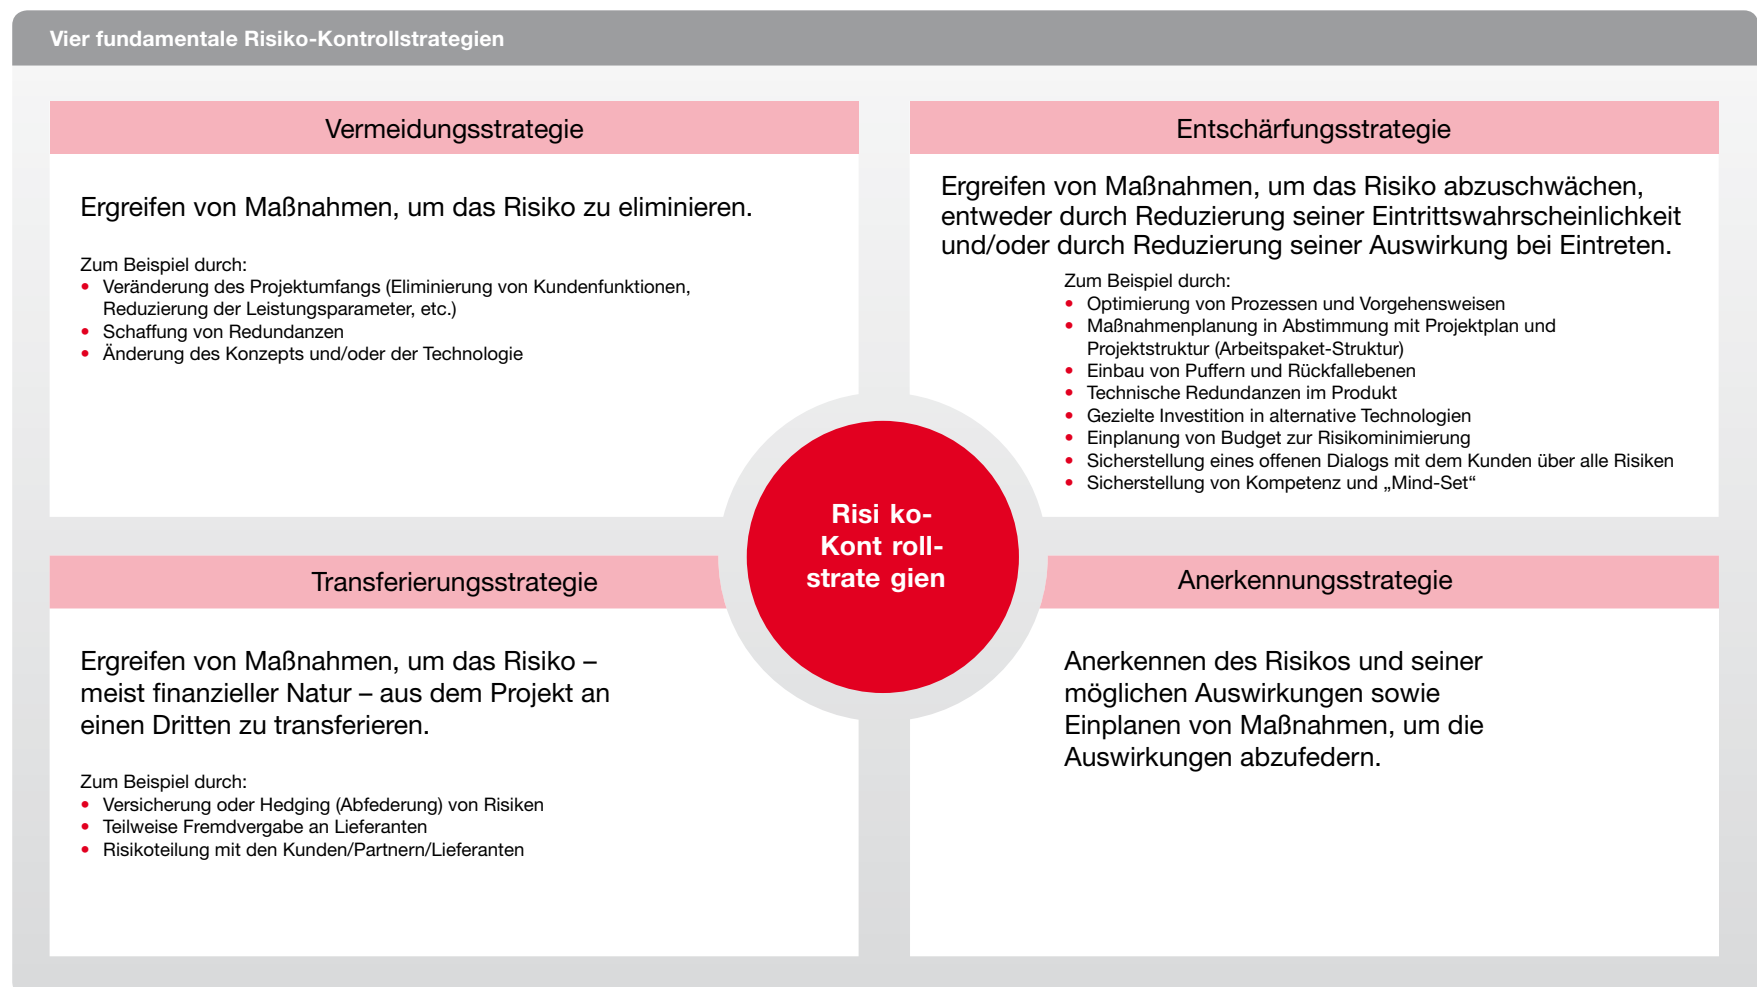 Vier fundamentale Risiko-Kontrollstrategien
Vermeidungsstrategie
Ergreifen von Maßnahmen, um das Risiko zu eliminieren.
Zum Beispiel durch:
• Veränderung des Projektumfangs (Eliminierung von Kundenfunktionen,
Reduzierung der Leistungsparameter, etc.)
• Schaffung von Redundanzen
• Änderung des Konzepts und/oder der Technologie
Entschärfungsstrategie
Ergreifen von Maßnahmen, um das Risiko abzuschwächen,
entweder durch Reduzierung seiner Eintrittswahrscheinlichkeit
und/oder durch Reduzierung seiner Auswirkung bei Eintreten.
Zum Beispiel durch:
• Optimierung von Prozessen und Vorgehensweisen
• Maßnahmenplanung in Abstimmung mit Projektplan und
Projektstruktur (Arbeitspaket-Struktur)
• Einbau von Puffern und Rückfallebenen
• Technische Redundanzen im Produkt
• Gezielte Investition in alternative Technologien
• Einplanung von Budget zur Risikominimierung
• Sicherstellung eines offenen Dialogs mit dem Kunden über alle Risiken
• Sicherstellung von Kompetenz und „Mind-Set“
Risi ko-
Kont roll-
strate gien
Transferierungsstrategie
Ergreifen von Maßnahmen, um das Risiko –
meist finanzieller Natur – aus dem Projekt an
einen Dritten zu transferieren.
Zum Beispiel durch:
• Versicherung oder Hedging (Abfederung) von Risiken
• Teilweise Fremdvergabe an Lieferanten
• Risikoteilung mit den Kunden/Partnern/Lieferanten
Anerkennungsstrategie
Anerkennen des Risikos und seiner
möglichen Auswirkungen sowie
Einplanen von Maßnahmen, um die
Auswirkungen abzufedern.